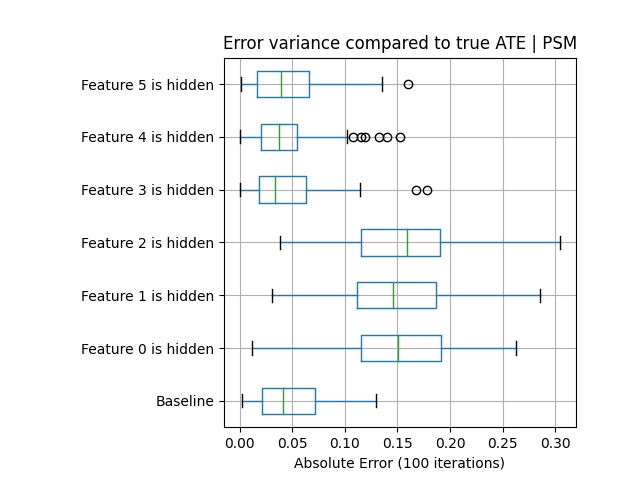 Error variance compared to true ATE | PSM
Feature 5 is hidden
Feature 4 is hidden
Feature 3 is hidden
Feature 2 is hidden
Feature 1 is hidden
Feature 0 is hidden
Baseline
0.00 0.05 0.10 0.15 0.20 0.25 0.30
Absolute Error (100 iterations)